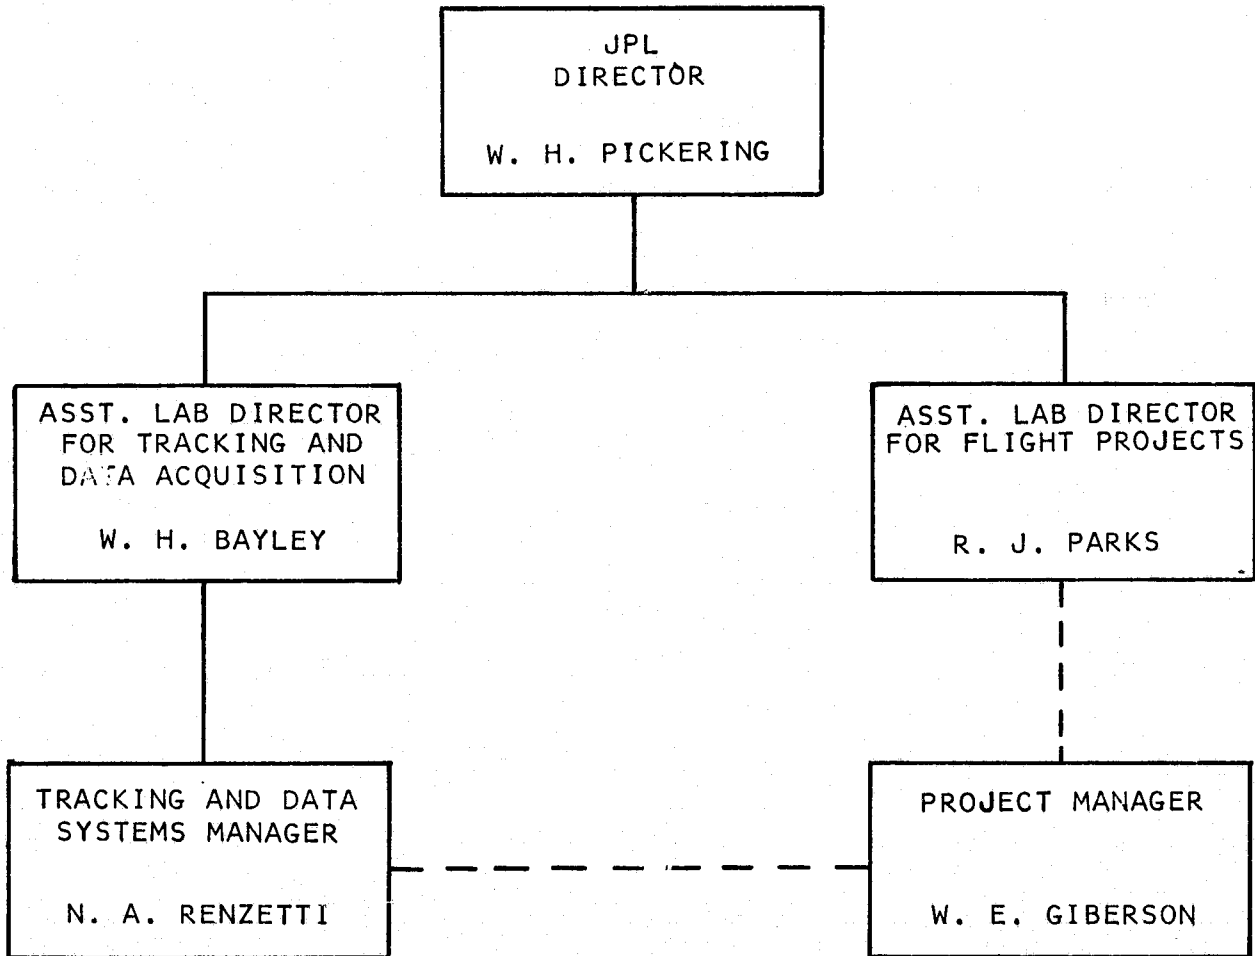 JPL
DIRECTOR
W. H. PICKERING
ASST. LAB DIRECTOR
FOR TRACKING AND
DATA ACQUISITION
W. H. BAYLEY
ASST. LAB DIRECTOR
FOR FLIGHT PROJECTS
R. J. PARKS
TRACKING AND DATA
SYSTEMS MANAGER
N. A. RENZETTI
PROJECT MANAGER
W. E. GIBERSON